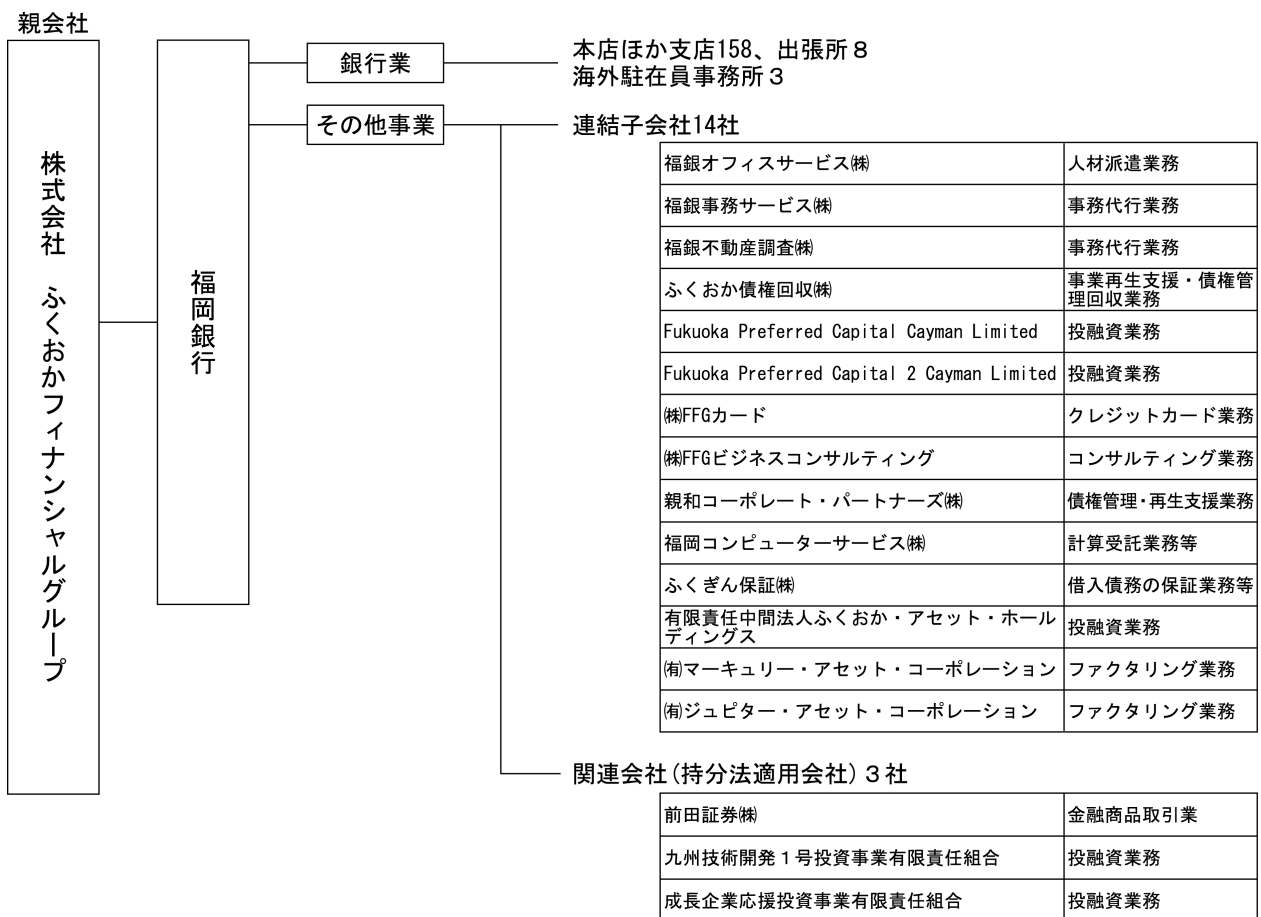 親会社
株式会社　ふくおかフィナンシャルグループ
福岡銀行
銀行業
本店ほか支店158、出張所８
海外駐在員事務所３
その他事業
連結子会社14社
福銀オフィスサービス㈱ 人材派遣業務
福銀事務サービス㈱ 事務代行業務
福銀不動産調査㈱ 事務代行業務
ふくおか債権回収㈱ 事業再生支援・債権管
理回収業務
Fukuoka Preferred Capital Cayman Limited 投融資業務
Fukuoka Preferred Capital 2 Cayman Limited 投融資業務
㈱FFGカード クレジットカード業務
㈱FFGビジネスコンサルティング コンサルティング業務
親和コーポレート・パートナーズ㈱ 債権管理・再生支援業務
福岡コンピューターサービス㈱ 計算受託業務等
ふくぎん保証㈱ 借入債務の保証業務等
有限責任中間法人ふくおか・アセット・ホール
ディングス 投融資業務
㈲マーキュリー・アセット・コーポレーション ファクタリング業務
㈲ジュピター・アセット・コーポレーション ファクタリング業務
関連会社(持分法適用会社)３社
前田証券㈱ 金融商品取引業
九州技術開発１号投資事業有限責任組合 投融資業務
成長企業応援投資事業有限責任組合 投融資業務